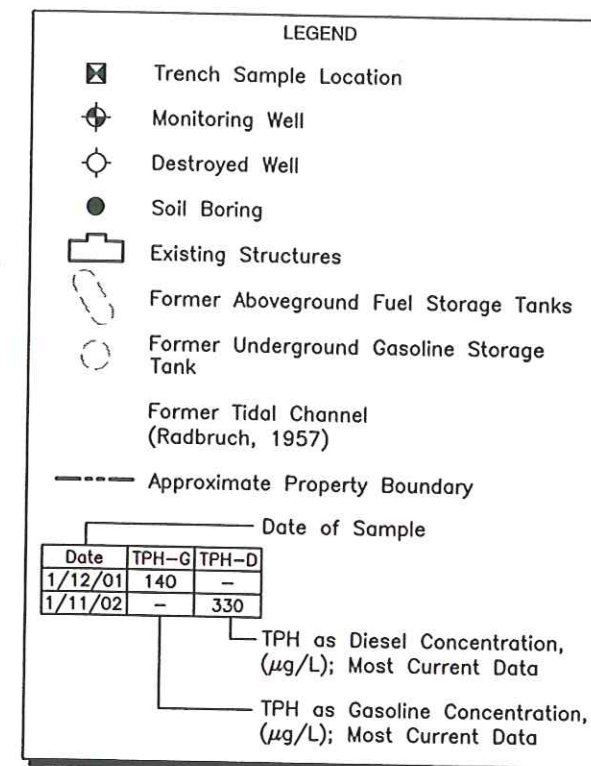 LEGEND
Trench Sample Location
Monitoring Well
Destroyed Well
Soil Boring
Existing Structures
Former Aboveground Fuel Storage Tanks
Former Underground Gasoline Storage
Tank
Former Tidal Channel
(Radbruch, 1957)
Approximate Property Boundary
Date of Sample
Date TPH-G TPH-D
1/12/01 140 -
1/11/02 - 330
TPH as Diesel Concentration,
(μg/L); Most Current Data
TPH as Gasoline Concentration,
(μg/L); Most Current Data